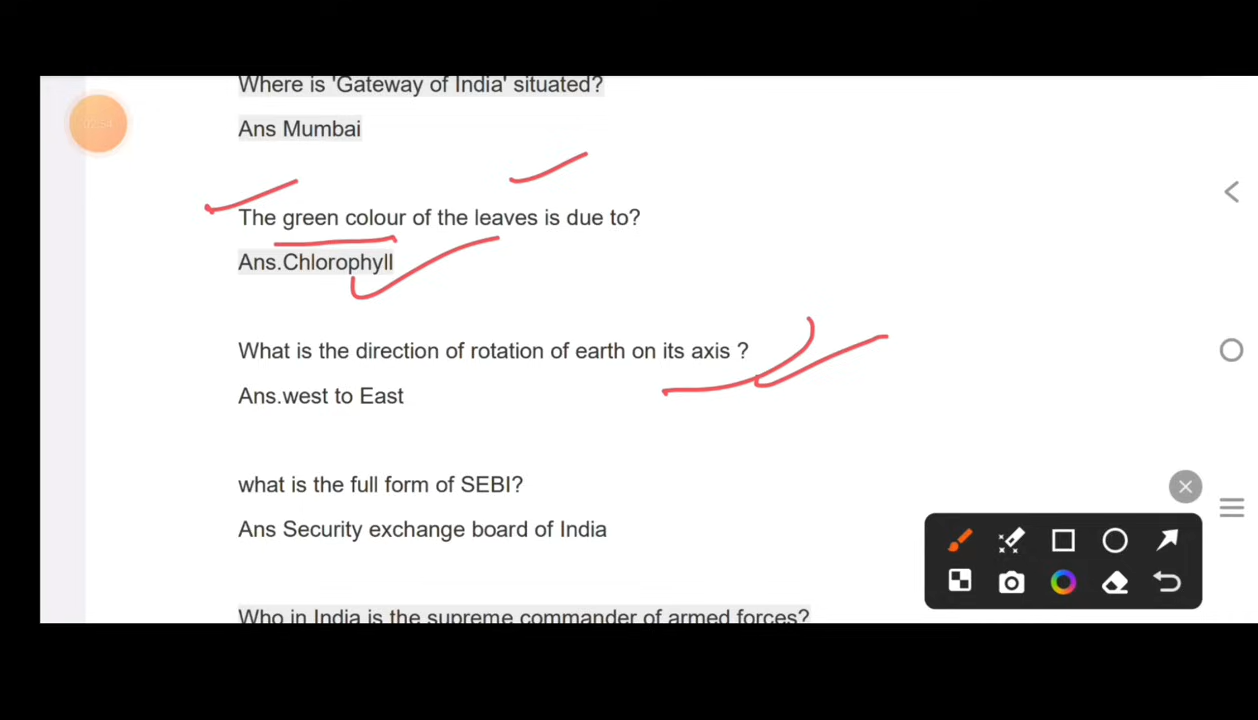 Where is 'Gateway of India' situated?
Ans Mumbai
The green colour of the leaves is due to?
Ans.Chlorophyll
What is the direction of rotation of earth on its axis ?
Ans.west to East
what is the full form of SEBI?
Ans Security exchange board of India
Who in India is the supreme commander of armed forces?